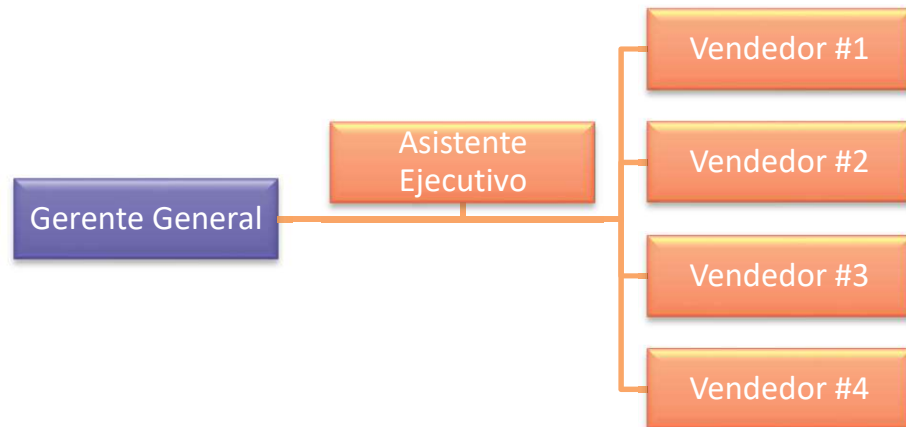 Gerente General
Asistente
Ejecutivo
Vendedor #1
Vendedor #2
Vendedor #3
Vendedor #4